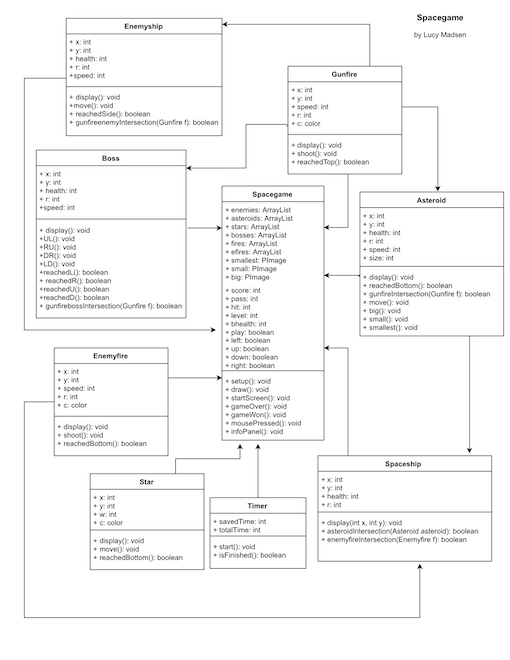 Spacegame
by Lucy Madsen
Enemyship
+ x: int
+ y: int
+ health: int
+ r: int
+speed: int
+ display(): void
+move(): void
+ reachedSide(): boolean
+ gunfireenemyIntersection(Gunfire f): boolean
Gunfire
+ x: int
+ y: int
+ speed: int
+ r: int
+ c: color
+ display(): void
+ shoot(): void
+ reachedTop(): boolean
Boss
+ x: int
+ y: int
+ health: int
+ r: int
+speed: int
+ display(): void
+UL(): void
+RU(): void
+DR(): void
+LD(): void
+reachedL(): boolean
+ reachedR(): boolean
+reachedU(): boolean
+reachedD(): boolean
+ gunfirebossIntersection(Gunfire f): boolean
Spacegame
+ enemies: ArrayList
+ asteroids: ArrayList
+ stars: ArrayList
+ bosses: ArrayList
+ fires: ArrayList
+ efires: ArrayList
+ smallest: PImage
+ small: PImage
+ big: PImage
+ score: int
+ pass: int
+ hit: int
+ level: int
+ bhealth: int
+ play: boolean
+ left: boolean
+ up: boolean
+ down: boolean
+ right: boolean
+ setup(): void
+ draw(): void
+ startScreen(): void
+ gameOver(): void
+ gameWon(): void
+ mousePressed(): void
+ infoPanel(): void
Asteroid
+ x: int
+ y: int
+ health: int
+ r: int
+ speed: int
+ size: int
+ display(): void
+ reachedBottom(): boolean
+ gunfireIntersection(Gunfire f): boolean
+ move(): void
+ big(): void
+ small(): void
+ smallest(): void
Enemyfire
+ x: int
+ y: int
+ speed: int
+ r: int
+ c: color
+ display(): void
+ shoot(): void
+ reachedBottom(): boolean
Star
+ x: int
+ y: int
+ w: int
+ c: color
+ display(): void
+ move(): void
+ reachedBottom(): boolean
Timer
+ savedTime: int
+ totalTime: int
+ start(): void
+ isFinished(): boolean
Spaceship
+ x: int
+ y: int
+ health: int
+ r: int
+ display(int x, int y): void
+ asteroidIntersection(Asteroid asteroid): boolean
+ enemyfireIntersection(Enemyfire f): boolean